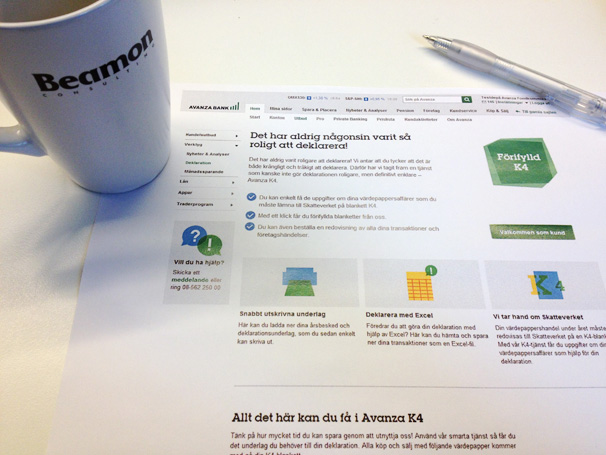 Beamon
CONSULTING
AVANZA BANK
Sök på Avanza
Hem Mina sidor Spara & Placera Nyheter & Analyser Pension Företag Kundservice Köp & Sälj
Start Konton Utbud Pro Private Banking Prislista Kundaktiviteter Om Avanza
Kundutbud
Verktyg
Nyheter & Analyser
Deklaration
Månadssparande
Lån
Appar
Traderprogram
Vill du ha hjälp?
Skicka ett
meddelande eller
ring 08-562 250 00
Det har aldrig någonsin varit så
roligt att deklarera!
Det har aldrig varit roligare att deklarera! Vi antar att du tycker att det är
både krångligt och tråkigt att deklarera. Därför har vi tagit fram en tjänst
som kanske inte gör deklarationen roligare, men definitivt enklare –
Avanza K4.
Du kan enkelt få de uppgifter om dina värdepappersaffärer som du
måste lämna till Skatteverket på blankett K4.
Med ett klick får du förifyllda blanketter från oss.
Du kan även beställa en redovisning av alla dina transaktioner och
företagshändelser.
Förifylld
K4
Välkommen som kund
Snabbt utskrivna underlag
Här kan du ladda ner dina årsbesked och
deklarationsunderlag, som du sedan enkelt
kan skriva ut.
Deklarera med Excel
Föredrar du att göra din deklaration med
hjälp av Excel? Här kan du hämta och spara
ner dina transaktioner som en Excel-fil.
K4
Vi tar hand om Skatteverket
Din värdepappershandel under året måste
redovisas till Skatteverket på en K4-blank
Med vår K4-tjänst får du uppgifter om din
värdepappersaffärer som hjälp för din
deklaration.
Allt det här kan du få i Avanza K4
Tänk på hur mycket tid du kan spara genom att utnyttja oss! Använd vår smarta tjänst så får du
det underlag du behöver till din deklaration. Alla köp och sälj med följande värdepapper kommer